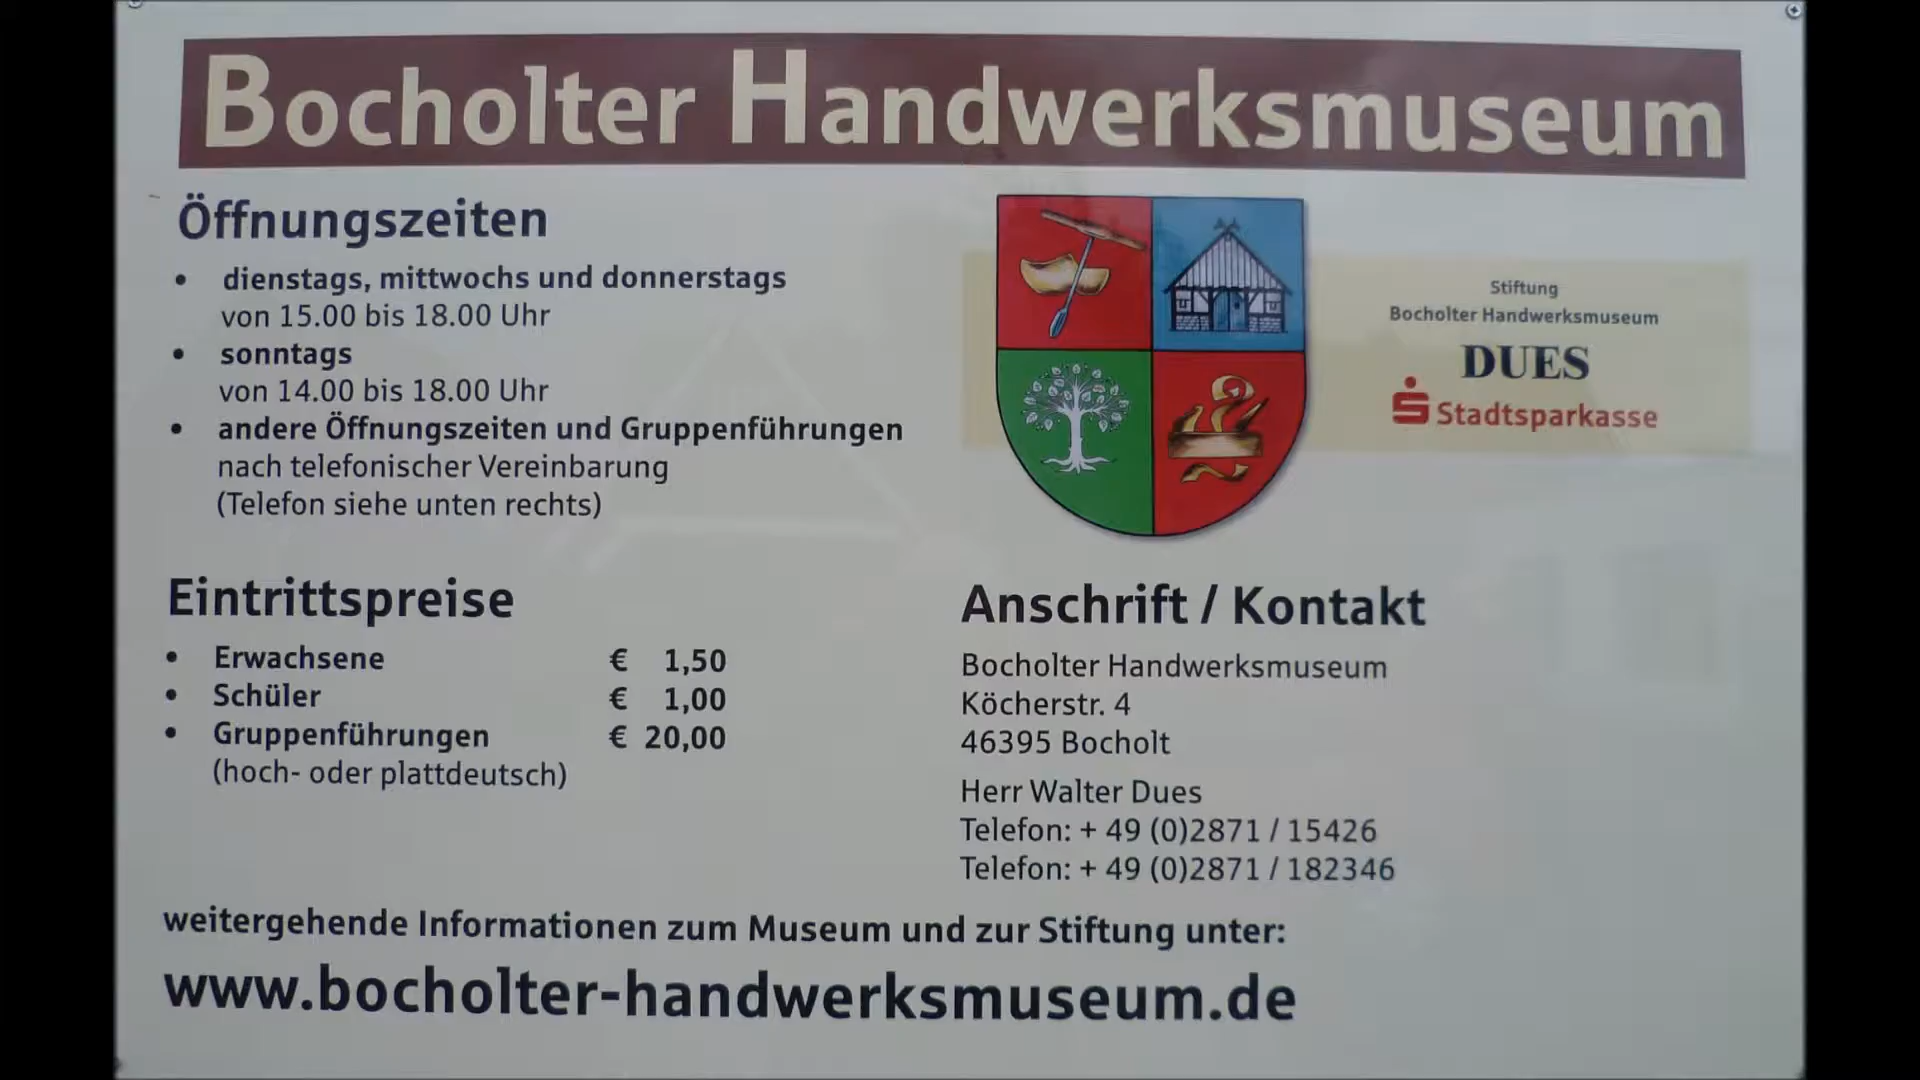 Bocholter Handwerksmuseum
Öffnungszeiten
• dienstags, mittwochs und donnerstags
von 15.00 bis 18.00 Uhr
• sonntags
von 14.00 bis 18.00 Uhr
• andere Öffnungszeiten und Gruppenführungen
nach telefonischer Vereinbarung
(Telefon siehe unten rechts)
Stiftung
Bocholter Handwerksmuseum
DUES
Stadtsparkasse
Eintrittspreise
• Erwachsene € 1,50
• Schüler € 1,00
• Gruppenführungen € 20,00
(hoch- oder plattdeutsch)
Anschrift / Kontakt
Bocholter Handwerksmuseum
Köcherstr. 4
46395 Bocholt
Herr Walter Dues
Telefon: + 49 (0)2871 / 15426
Telefon: + 49 (0)2871 / 182346
weitergehende Informationen zum Museum und zur Stiftung unter:
www.bocholter-handwerksmuseum.de